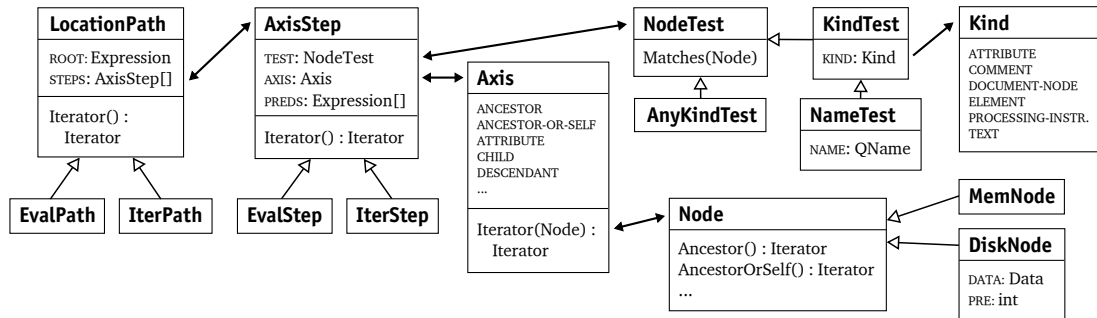 LocationPath
ROOT: Expression
STEPS: AxisStep[]
Iterator() :
Iterator
EvalPath
IterPath
AxisStep
TEST: NodeTest
AXIS: Axis
PREDS: Expression[]
Iterator() : Iterator
EvalStep
IterStep
Axis
ANCESTOR
ANCESTOR-OR-SELF
ATTRIBUTE
CHILD
DESCENDANT
...
Iterator(Node) :
Iterator
NodeTest
Matches(Node)
AnyKindTest
KindTest
KIND: Kind
NameTest
NAME: QName
Kind
ATTRIBUTE
COMMENT
DOCUMENT-NODE
ELEMENT
PROCESSING-INSTR.
TEXT
Node
Ancestor() : Iterator
AncestorOrSelf() : Iterator
...
MemNode
DiskNode
DATA: Data
PRE: int